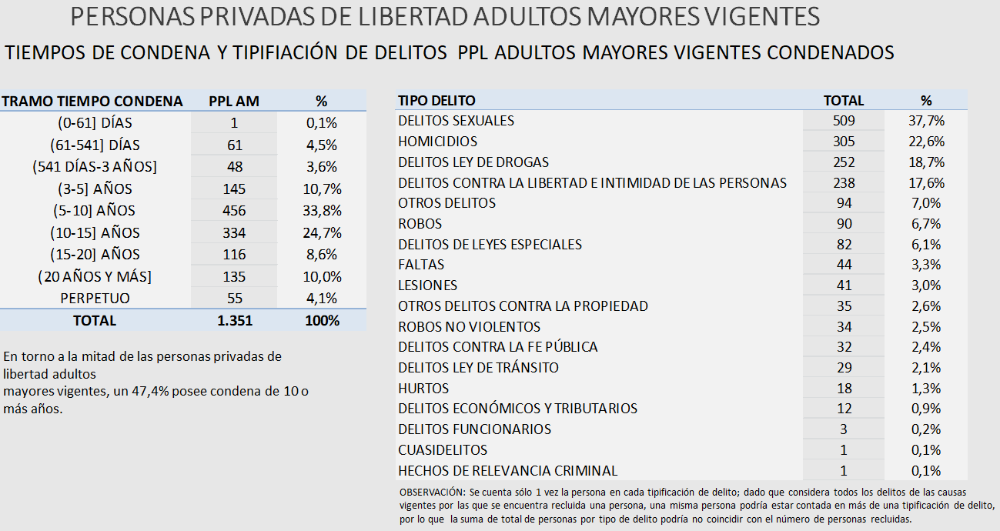 PERSONAS PRIVADAS DE LIBERTAD ADULTOS MAYORES VIGENTES
TIEMPOS DE CONDENA Y TIPIFIACIÓN DE DELITOS PPL ADULTOS MAYORES VIGENTES CONDENADOS
TRAMO TIEMPO CONDENA PPL AM %
(0-61] DÍAS 1 0,1%
(61-541] DÍAS 61 4,5%
(541 DÍAS-3 AÑOS] 48 3,6%
(3-5] AÑOS 145 10,7%
(5-10] AÑOS 456 33,8%
(10-15] AÑOS 334 24,7%
(15-20] AÑOS 116 8,6%
(20 AÑOS Y MÁS] 135 10,0%
PERPETUO 55 4,1%
TOTAL 1.351 100%
En torno a la mitad de las personas privadas de
libertad adultos
mayores vigentes, un 47,4% posee condena de 10 o
más años.
TIPO DELITO TOTAL %
DELITOS SEXUALES 509 37,7%
HOMICIDIOS 305 22,6%
DELITOS LEY DE DROGAS 252 18,7%
DELITOS CONTRA LA LIBERTAD E INTIMIDAD DE LAS PERSONAS 238 17,6%
OTROS DELITOS 94 7,0%
ROBOS 90 6,7%
DELITOS DE LEYES ESPECIALES 82 6,1%
FALTAS 44 3,3%
LESIONES 41 3,0%
OTROS DELITOS CONTRA LA PROPIEDAD 35 2,6%
ROBOS NO VIOLENTOS 34 2,5%
DELITOS CONTRA LA FE PÚBLICA 32 2,4%
DELITOS LEY DE TRÁNSITO 29 2,1%
HURTOS 18 1,3%
DELITOS ECONÓMICOS Y TRIBUTARIOS 12 0,9%
DELITOS FUNCIONARIOS 3 0,2%
CUASIDELITOS 1 0,1%
HECHOS DE RELEVANCIA CRIMINAL 1 0,1%
OBSERVACIÓN: Se cuenta sólo 1 vez la persona en cada tipificación de delito; dado que considera todos los delitos de las causas
vigentes por las que se encuentra recluida una persona, una misma persona podría estar contada en más de una tipificación de delito,
por lo que la suma de total de personas por tipo de delito podría no coincidir con el número de personas recluidas.